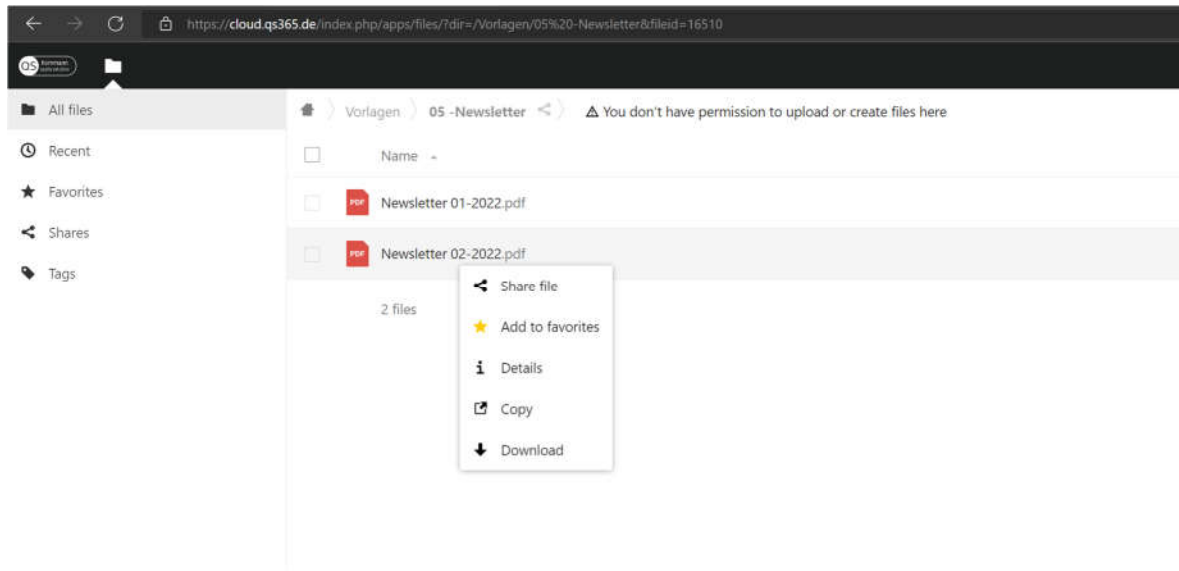 https://cloud.qs365.de/index.php/apps/files/?dir=/Vorlagen/05%20-Newsletter&fileid=16510
QS
All files
Vorlagen 05 -Newsletter You don't have permission to upload or create files here
Recent
Name
Favorites
PDF Newsletter 01-2022.pdf
Shares
PDF Newsletter 02-2022.pdf
Tags
Share file
2 files
Add to favorites
Details
Copy
Download